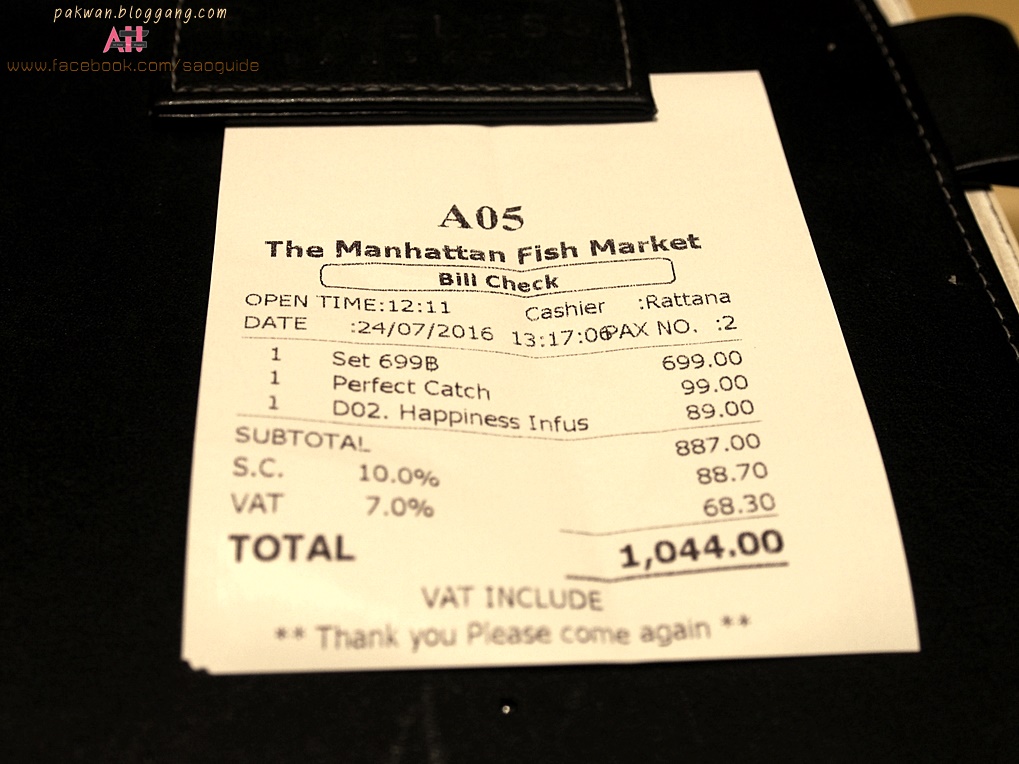 pakwan.bloggang.com
www.facebook.com/saoguide
A05
The Manhattan Fish Market
Bill Check
OPEN TIME:12:11 Cashier :Rattana
DATE :24/07/2016 13:17:06 PAX NO. :2
1 Set 699฿ 699.00
1 Perfect Catch 99.00
1 D02. Happiness Infus 89.00
SUBTOTAL 887.00
S.C. 10.0% 88.70
VAT 7.0% 68.30
TOTAL 1,044.00
VAT INCLUDE
** Thank you Please come again **